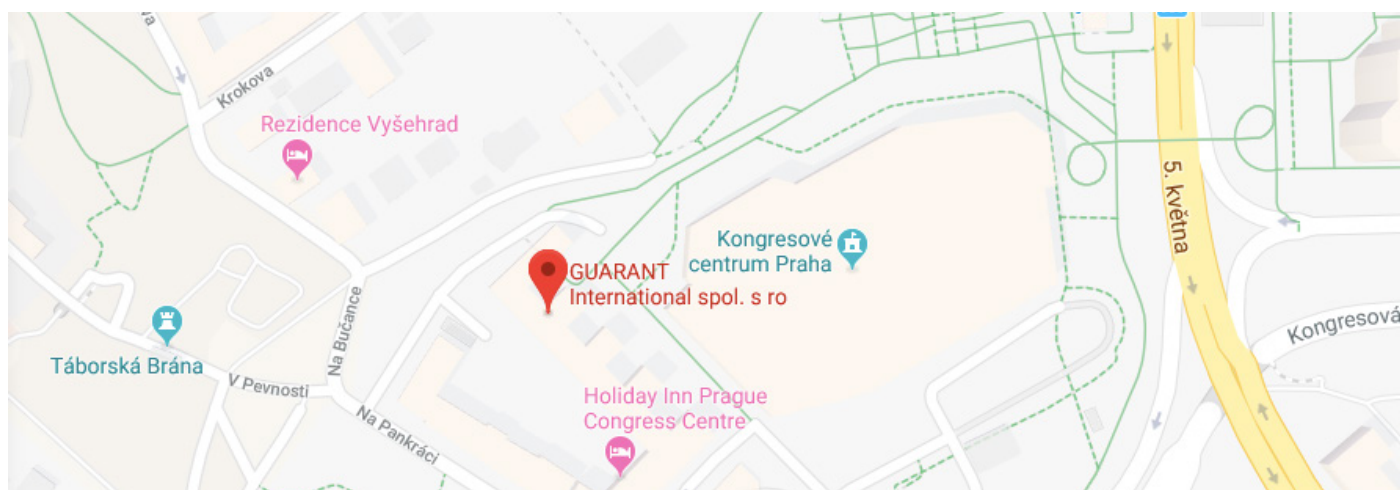 Krokova
Rezidence Vyšehrad
5. května
Kongresové
centrum Praha
GUARANT
International spol. s ro
Na Bučance
Kongresová
Táborská Brána
V Pevnosti
Holiday Inn Prague
Congress Centre
Na Pankráci